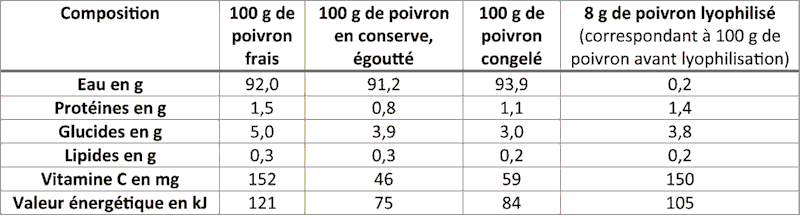 Composition 100 g de poivron frais 100 g de poivron en conserve, égoutté 100 g de poivron congelé 8 g de poivron lyophilisé (correspondant à 100 g de poivron avant lyophilisation)
Eau en g 92,0 91,2 93,9 0,2
Protéines en g 1,5 0,8 1,1 1,4
Glucides en g 5,0 3,9 3,0 3,8
Lipides en g 0,3 0,3 0,2 0,2
Vitamine C en mg 152 46 59 150
Valeur énergétique en kJ 121 75 84 105